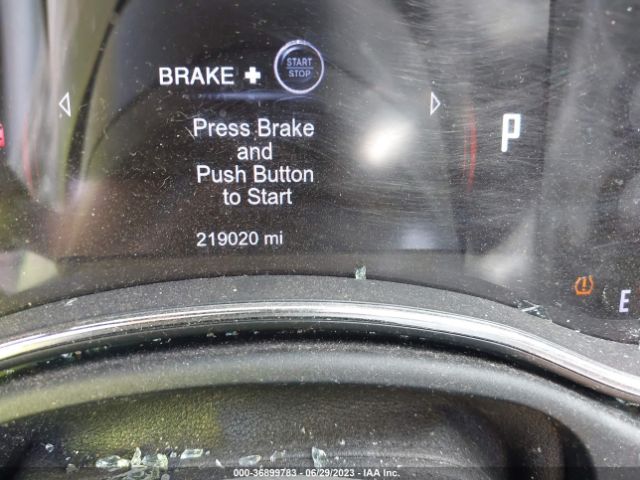 BRAKE + START STOP
Press Brake
and
Push Button
to Start
P
219020 mi
E
000-36899783 - 06/29/2023 - IAA Inc.